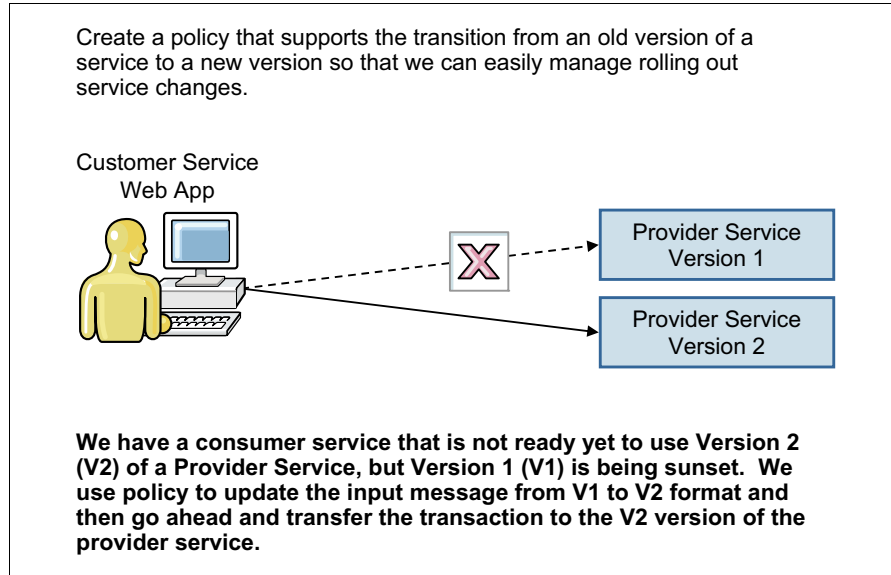 Create a policy that supports the transition from an old version of a
service to a new version so that we can easily manage rolling out
service changes.
Customer Service
Web App
X
Provider Service
Version 1
Provider Service
Version 2
We have a consumer service that is not ready yet to use Version 2
(V2) of a Provider Service, but Version 1 (V1) is being sunset.  We
use policy to update the input message from V1 to V2 format and
then go ahead and transfer the transaction to the V2 version of the
provider service.